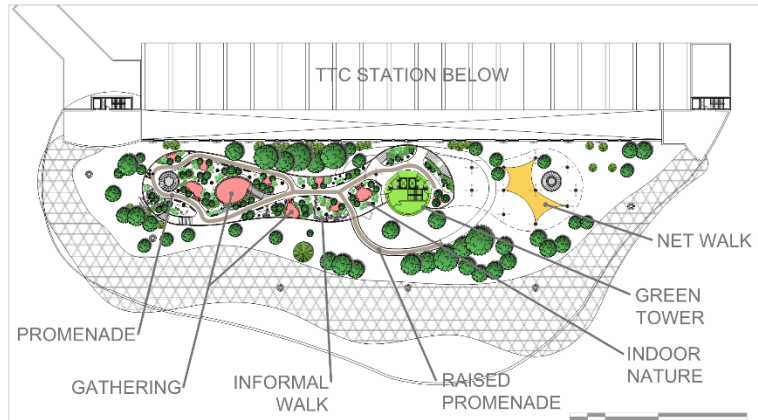 TTC STATION BELOW
NET WALK
GREEN
TOWER
INDOOR
NATURE
RAISED
PROMENADE
INFORMAL
WALK
GATHERING
PROMENADE